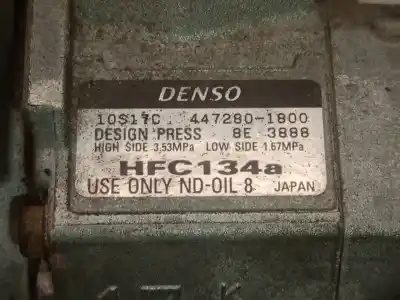 DENSO
10S17C 447280-1800
DESIGN PRESS 8E 3888
HIGH SIDE 3.53MPa LOW SIDE 1.67MPa
HFC134a
USE ONLY ND-OIL 8 JAPAN